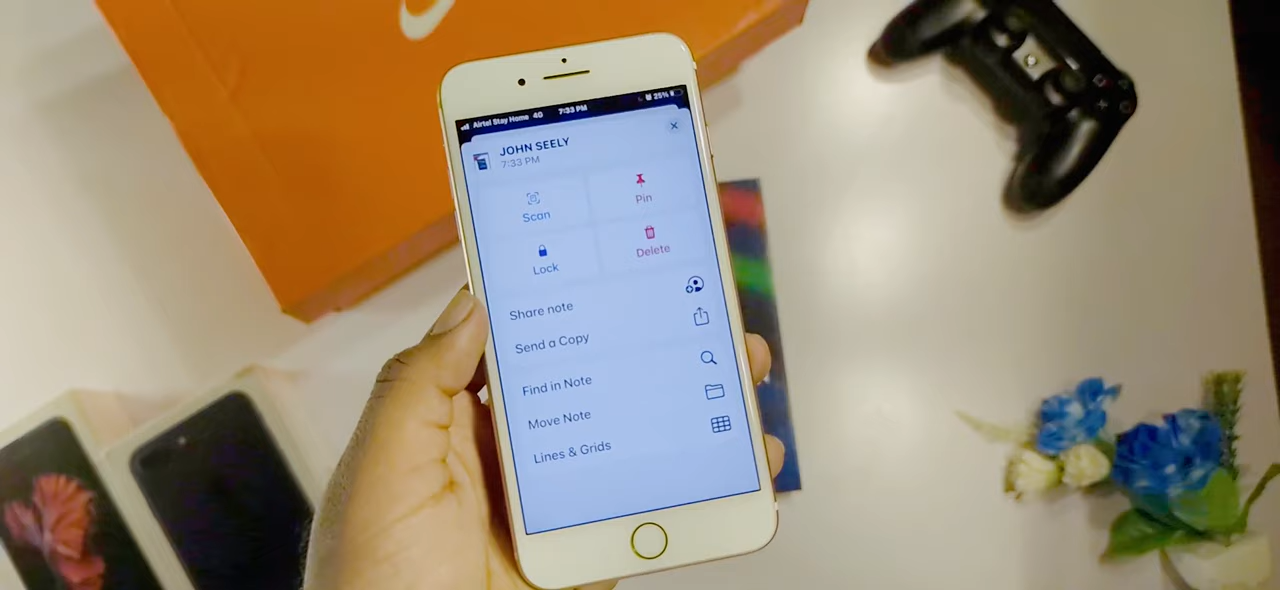 Airtel Stay Home 4G 7:33 PM 25%
JOHN SEELY
7:33 PM
Scan
Pin
Lock
Delete
Share note
Send a Copy
Find in Note
Move Note
Lines & Grids